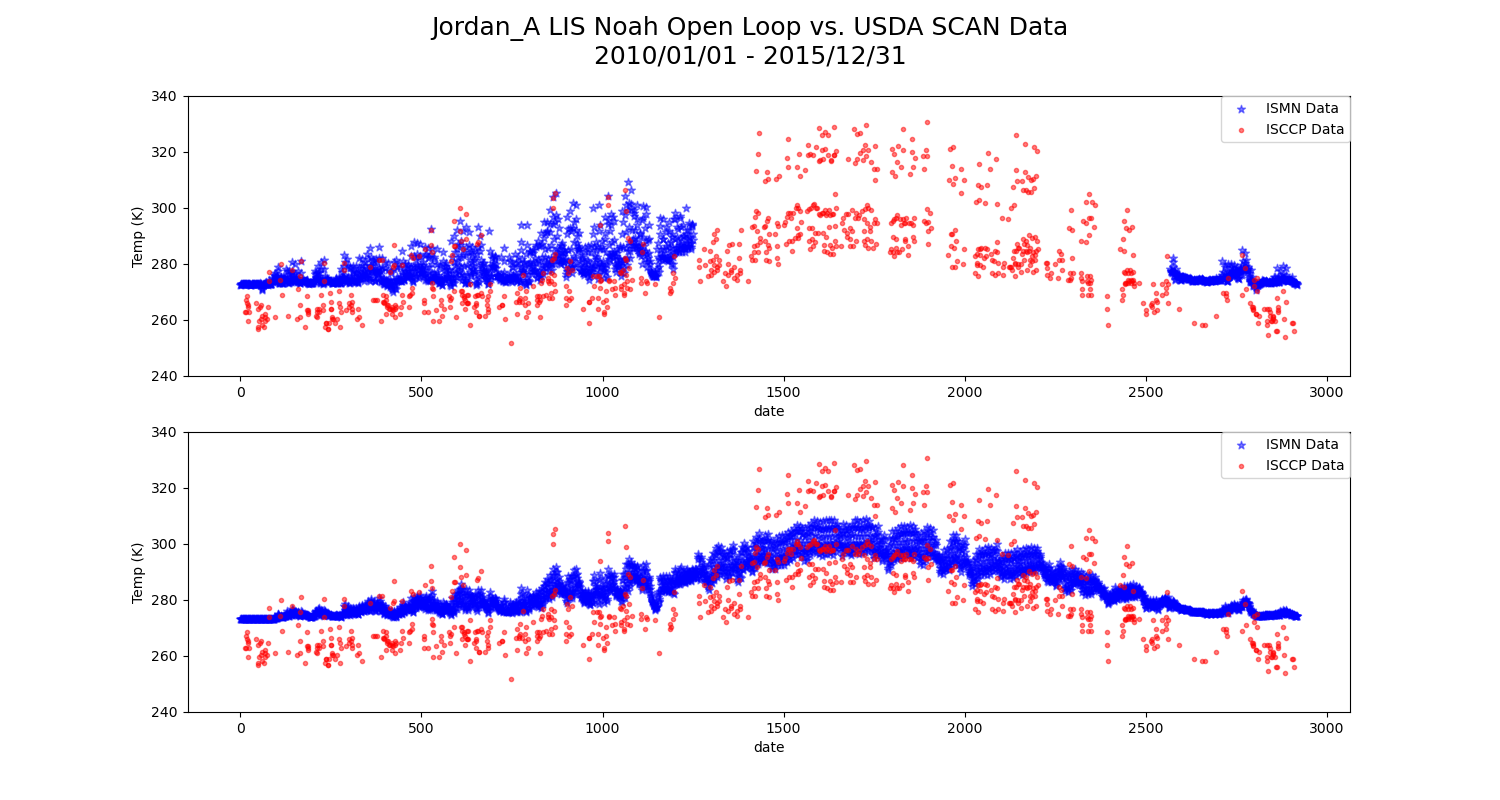 Jordan_A LIS Noah Open Loop vs. USDA SCAN Data
2010/01/01 - 2015/12/31
340
320
300
280
260
240
Temp (K)
ISMN Data
ISCCP Data
0 500 1000 1500 2000 2500 3000
date
340
320
300
280
260
240
Temp (K)
ISMN Data
ISCCP Data
0 500 1000 1500 2000 2500 3000
date